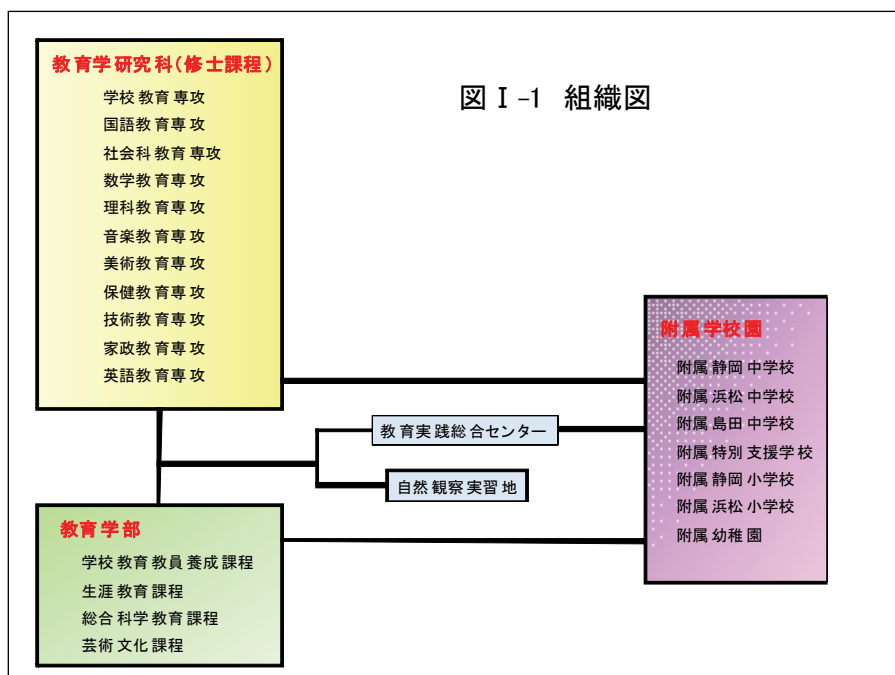 図Ⅰ-1 組織図
教育学研究科(修士課程)
学校教育専攻
国語教育専攻
社会科教育専攻
数学教育専攻
理科教育専攻
音楽教育専攻
美術教育専攻
保健教育専攻
技術教育専攻
家政教育専攻
英語教育専攻
教育実践総合センター
自然観察実習地
附属学校園
附属静岡中学校
附属浜松中学校
附属島田中学校
附属特別支援学校
附属静岡小学校
附属浜松小学校
附属幼稚園
教育学部
学校教育教員養成課程
生涯教育課程
総合科学教育課程
芸術文化課程